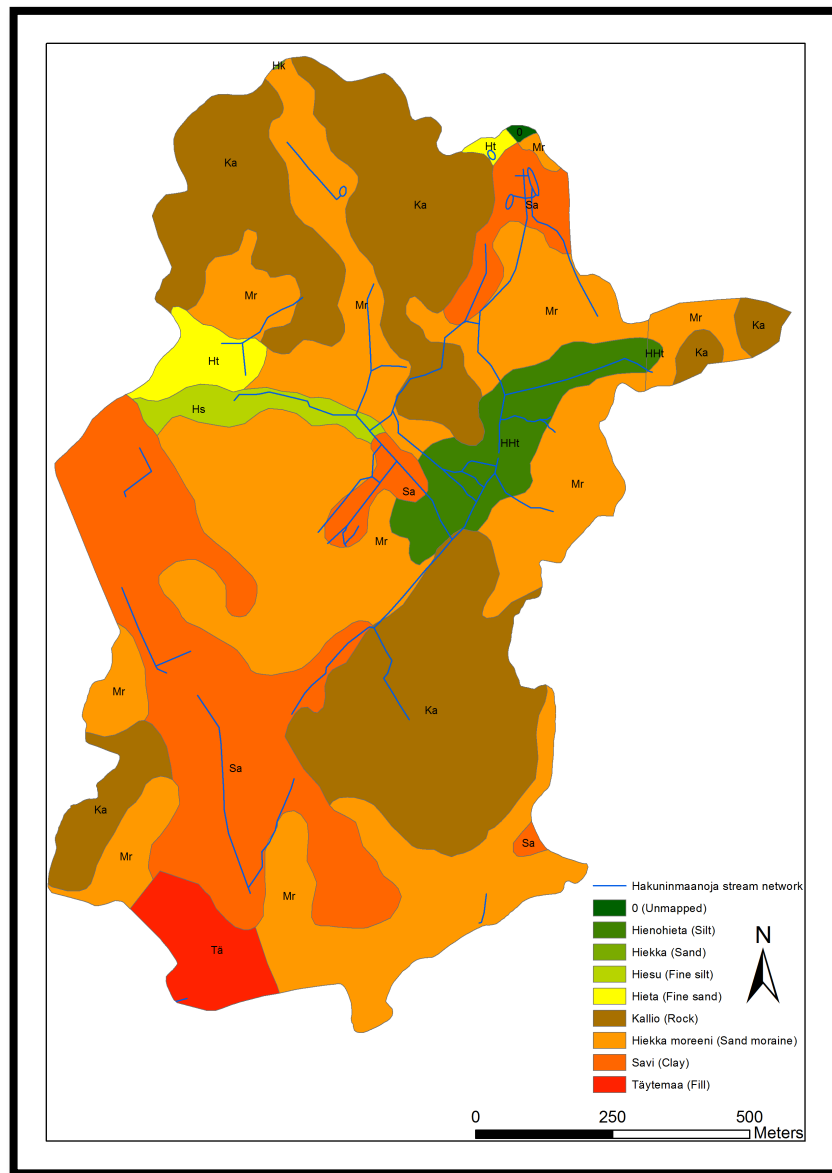 Hk
0
Ht
Mr
Ka
Ka
Sa
Mr
Mr
Mr
Mr
Ka
Ht
HHt
Ka
Hs
HHt
Mr
Sa
Mr
Mr
Ka
Sa
Ka
Sa
Mr
Mr
Tä
Hakuninmaanoja stream network
0 (Unmapped)
Hienohieta (Silt)
Hiekka (Sand)
Hiesu (Fine silt)
Hieta (Fine sand)
Kallio (Rock)
Hiekka moreeni (Sand moraine)
Savi (Clay)
Täytemaa (Fill)
N
0 250 500
Meters